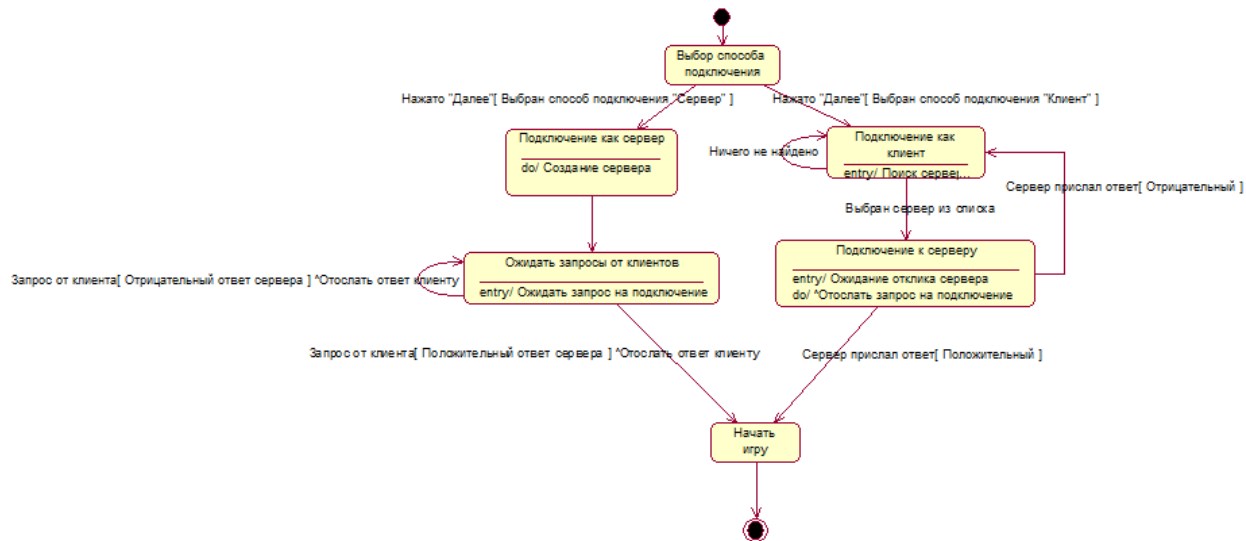 Выбор способа
подключения
Нажато "Далее"[ Выбран способ подключения "Сервер" ]
Нажато "Далее"[ Выбран способ подключения "Клиент" ]
Подключение как сервер
do/ Создание сервера
Подключение как
клиент
entry/ Поиск сервер...
Ничего не найдено
Сервер прислал ответ[ Отрицательный ]
Выбран сервер из списка
Ожидать запросы от клиентов
entry/ Ожидать запрос на подключение
Запрос от клиента[ Отрицательный ответ сервера ] ^Отослать ответ клиенту
Подключение к серверу
entry/ Ожидание отклика сервера
do/ ^Отослать запрос на подключение
Запрос от клиента[ Положительный ответ сервера ] ^Отослать ответ клиенту
Сервер прислал ответ[ Положительный ]
Начать
игру